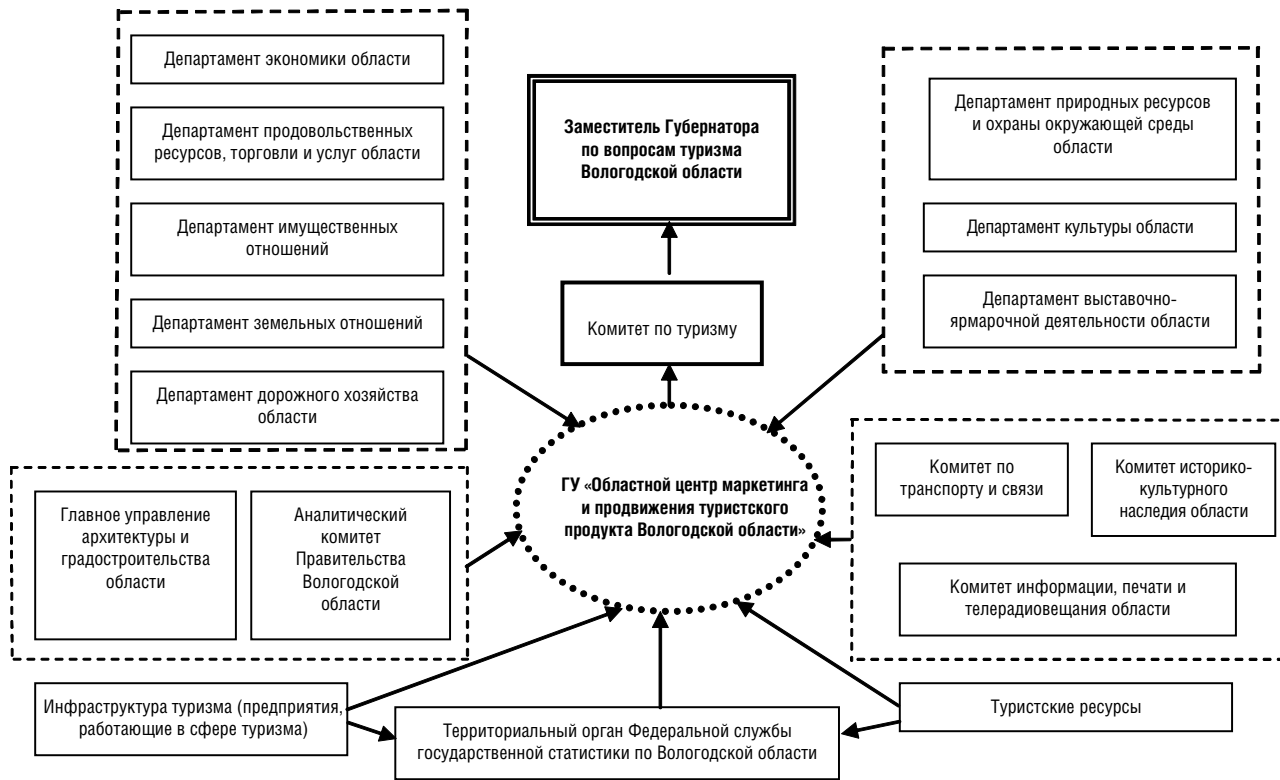 Департамент экономики области
Департамент продовольственных
ресурсов, торговли и услуг области
Департамент имущественных
отношений
Департамент земельных отношений
Департамент дорожного хозяйства
области
Заместитель Губернатора
по вопросам туризма
Вологодской области
Комитет по туризму
Департамент природных ресурсов
и охраны окружающей среды
области
Департамент культуры области
Департамент выставочно-
ярмарочной деятельности области
ГУ «Областной центр маркетинга
и продвижения туристского
продукта Вологодской области»
Главное управление
архитектуры и
градостроительства
области
Аналитический
комитет
Правительства
Вологодской
области
Комитет по
транспорту и связи
Комитет историко-
культурного
наследия области
Комитет информации, печати и
телерадиовещания области
Инфраструктура туризма (предприятия,
работающие в сфере туризма)
Территориальный орган Федеральной службы
государственной статистики по Вологодской области
Туристские ресурсы